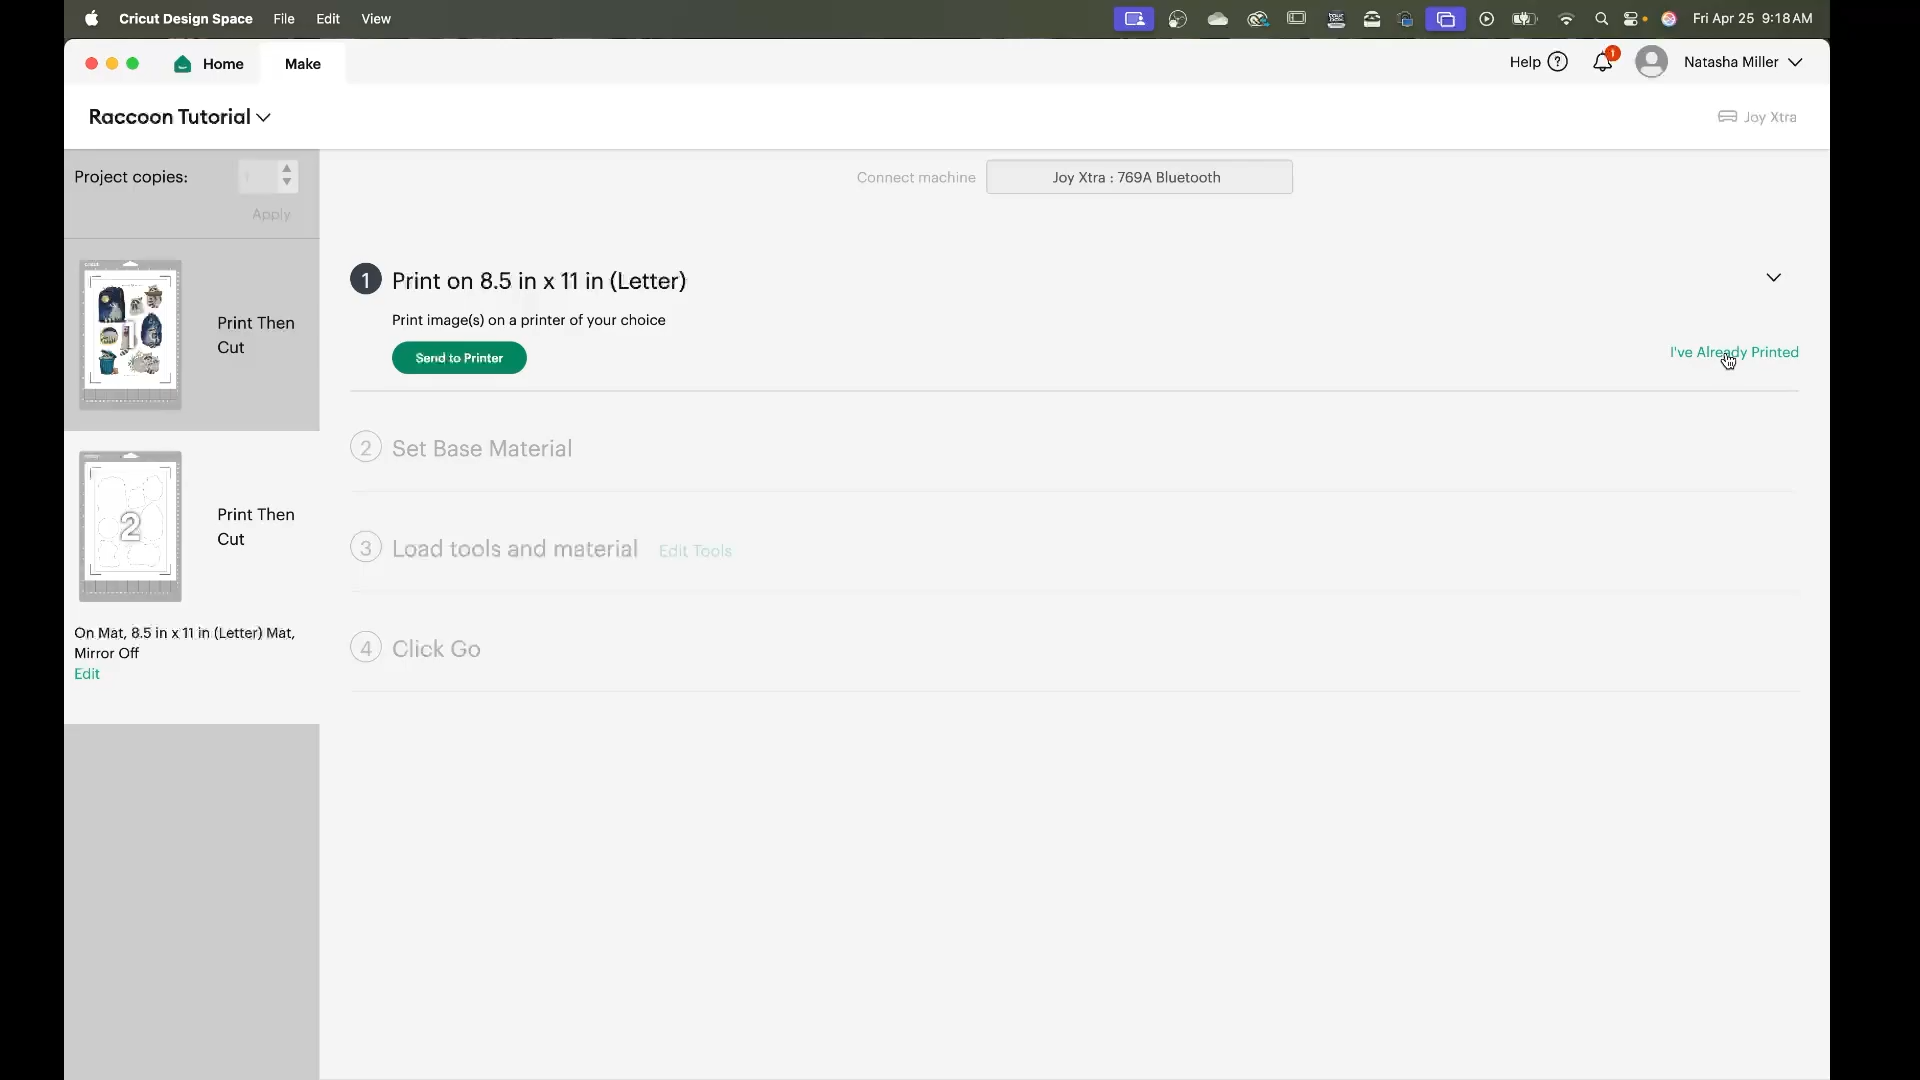 Cricut Design Space File Edit View
Fri Apr 25 9:18 AM
Home Make
Help ? 1 Natasha Miller
Raccoon Tutorial
Joy Xtra
Project copies:
Apply
Connect machine Joy Xtra : 769A Bluetooth
Print Then
Cut
1 Print on 8.5 in x 11 in (Letter)
Print image(s) on a printer of your choice
Send to Printer
I've Already Printed
2 Set Base Material
2
Print Then
Cut
3 Load tools and material Edit Tools
On Mat, 8.5 in x 11 in (Letter) Mat,
Mirror Off
Edit
4 Click Go